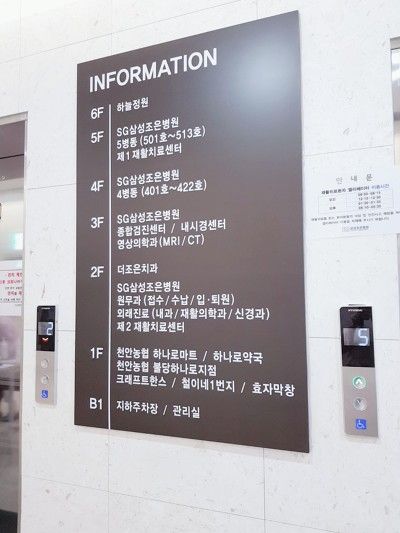 INFORMATION
6F 하늘정원
5F SG삼성조은병원
5병동 (501호~513호)
제1재활치료센터
4F SG삼성조은병원
4병동 (401호~422호)
3F SG삼성조은병원
종합검진센터 / 내시경센터
영상의학과(MRI/CT)
2F 더조은치과
SG삼성조은병원
원무과(접수/수납/입·퇴원)
외래진료(내과/재활의학과/신경과)
제2재활치료센터
1F 천안농협 하나로마트 / 하나로약국
천안농협 불당하나로지점
크래프트한스 / 철이네1번지 / 효자막창
B1 지하주차장 / 관리실
안내문
2
5